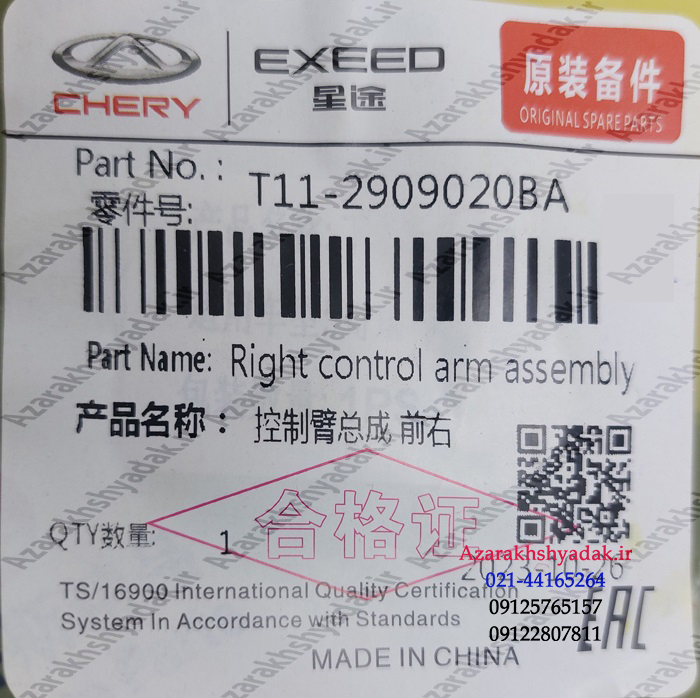 CHERY
EXEED
星途
原装备件
ORIGINAL SPARE PARTS
Part No.: T11-2909020BA
零件号:
Part Name: Right control arm assembly
产品名称: 控制臂总成 前右
合格证
QTY数量: 1
Azarakhshyadak.ir
2023-10-26
021-44165264
09125765157
09122807811
TS/16900 International Quality Certification
System In Accordance with Standards
EAC
MADE IN CHINA